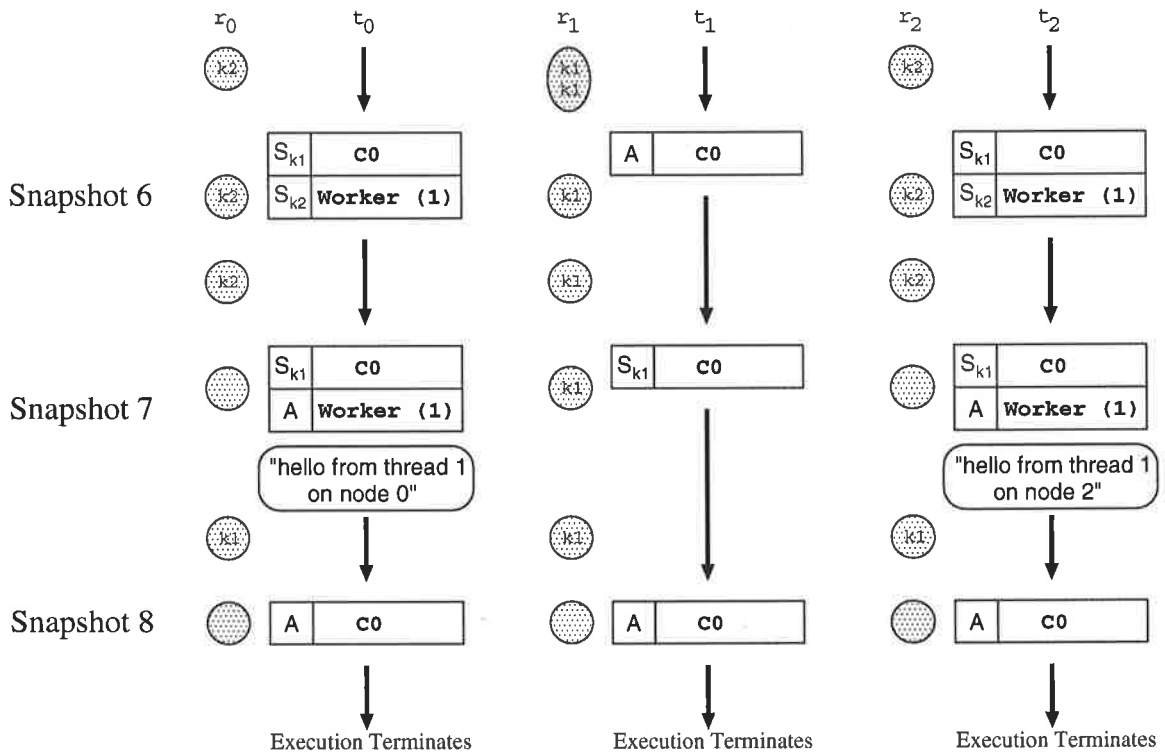 r0 t0 r1 t1 r2 t2
k2 k1 k2
k1
Sk1 C0 A C0 Sk1 C0
Snapshot 6 k2 Sk2 Worker (1) k1 k2 Sk2 Worker (1)
k2 k1 k2
Sk1 C0 Sk1 C0 Sk1 C0
k1
Snapshot 7 A Worker (1) A Worker (1)
"hello from thread 1 "hello from thread 1
on node 0" on node 2"
k1 k1 k1
Snapshot 8 A C0 A C0 A C0
Execution Terminates Execution Terminates Execution Terminates